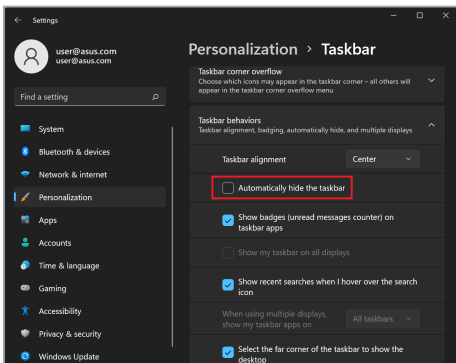 Settings
user@asus.com
user@asus.com
Find a setting
System
Bluetooth & devices
Network & internet
Personalization
Apps
Accounts
Time & language
Gaming
Accessibility
Privacy & security
Windows Update
Personalization > Taskbar
Taskbar corner overflow
Choose which icons may appear in the taskbar corner – all others will
appear in the taskbar corner overflow menu
Taskbar behaviors
Taskbar alignment, badging, automatically hide, and multiple displays
Taskbar alignment
Center
Automatically hide the taskbar
Show badges (unread messages counter) on
taskbar apps
Show my taskbar on all displays
Show recent searches when I hover over the search
icon
When using multiple displays,
show my taskbar apps on
All taskbars
Select the far corner of the taskbar to show the
desktop